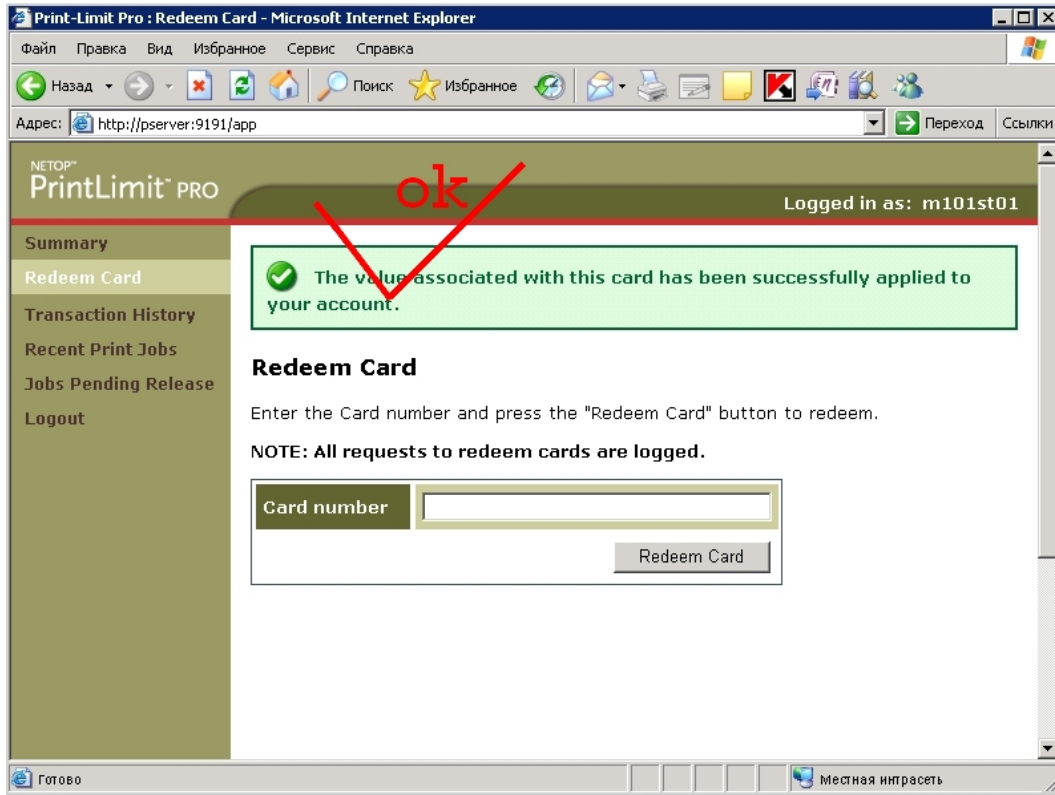 Print-Limit Pro : Redeem Card - Microsoft Internet Explorer
Файл Правка Вид Избранное Сервис Справка
Назад Поиск Избранное
Адрес: http://pserver:9191/app Переход Ссылки
NETOP™
PrintLimit™ PRO
ok
Logged in as: m101st01
Summary
Redeem Card
Transaction History
Recent Print Jobs
Jobs Pending Release
Logout
The value associated with this card has been successfully applied to
your account.
Redeem Card
Enter the Card number and press the "Redeem Card" button to redeem.
NOTE: All requests to redeem cards are logged.
Card number
Redeem Card
Готово Местная интрасеть